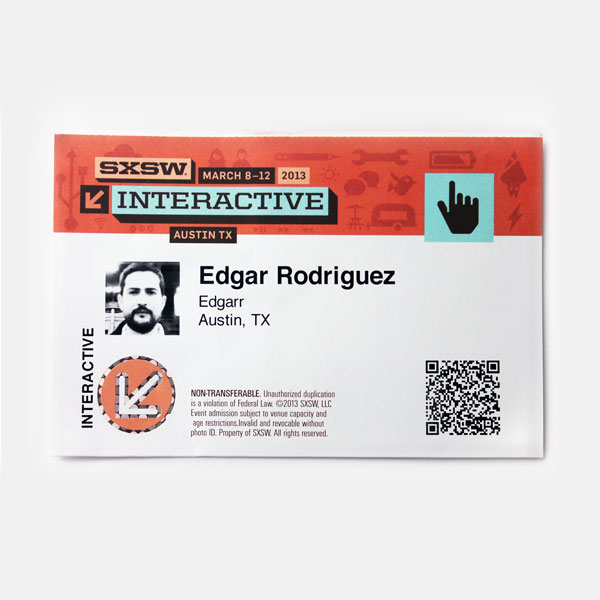 SXSW.
MARCH 8–12
2013
INTERACTIVE
AUSTIN TX
Edgar Rodriguez
Edgarr
Austin, TX
INTERACTIVE
NON-TRANSFERABLE. Unauthorized duplication
is a violation of Federal Law. ©2013 SXSW, LLC
Event admission subject to venue capacity and
age restrictions.Invalid and revocable without
photo ID. Property of SXSW. All rights reserved.